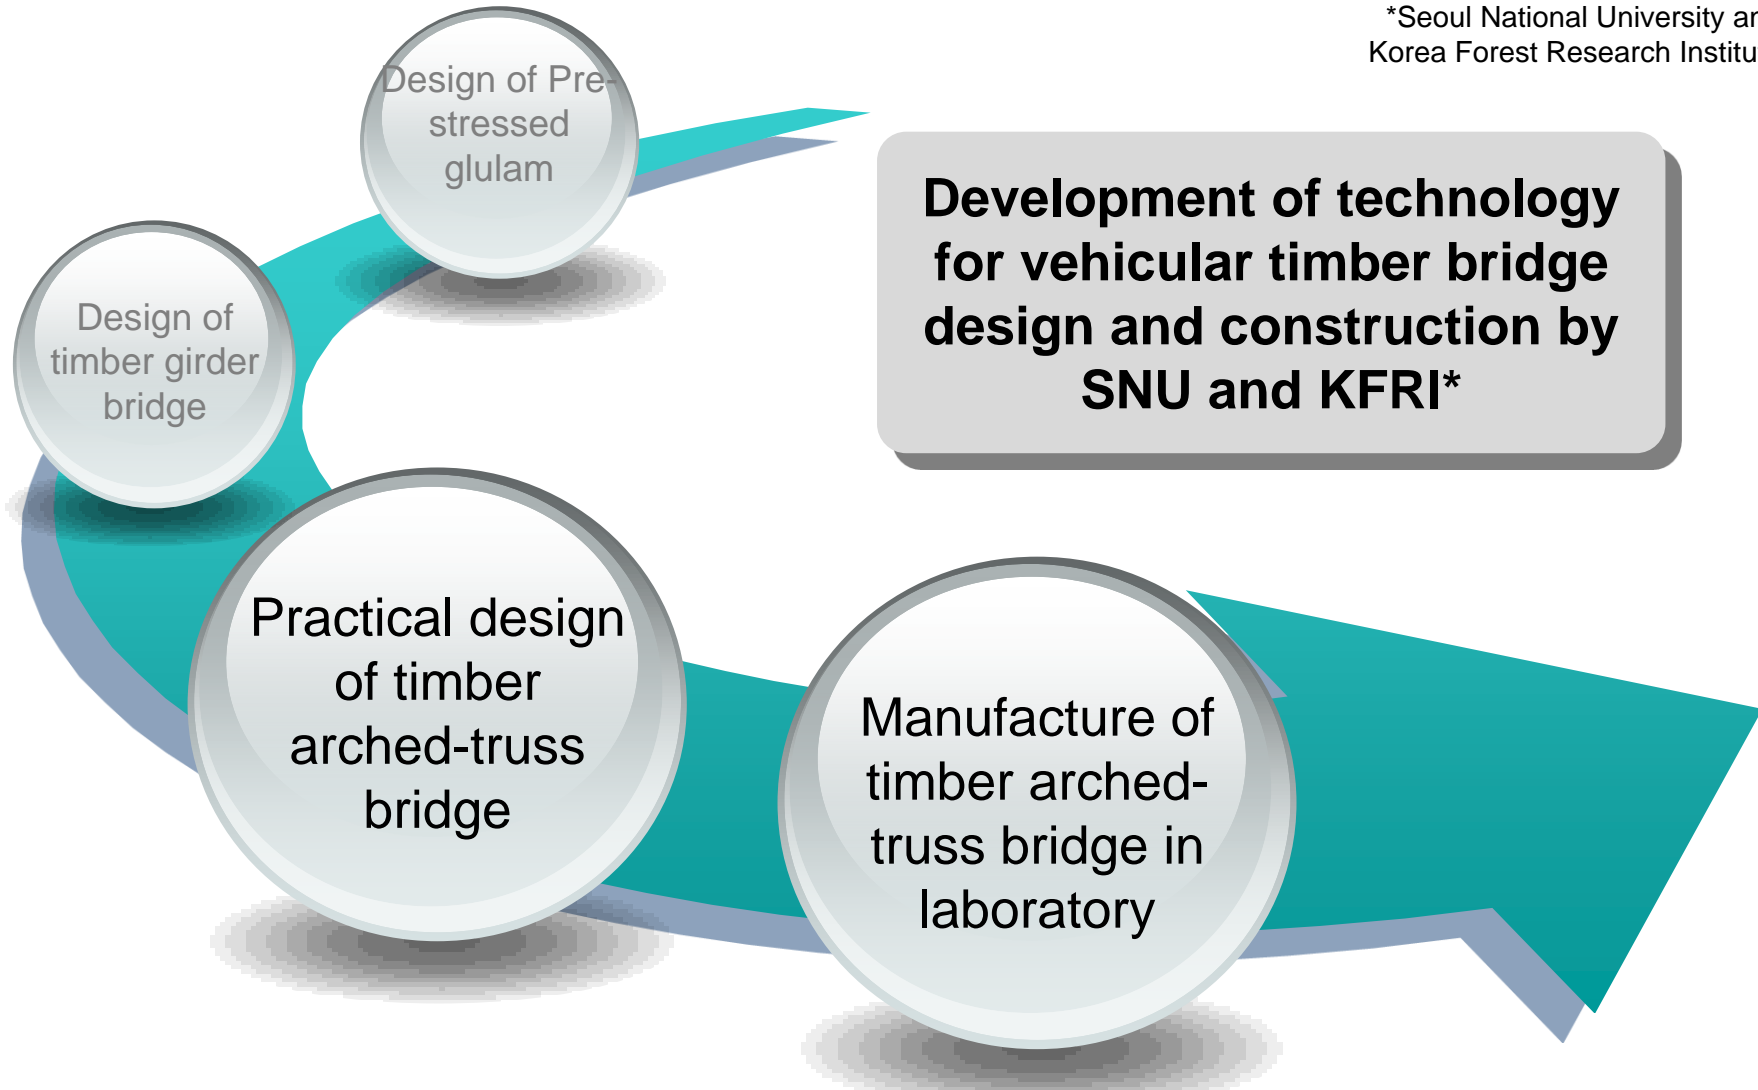 *Seoul National University
Korea Forest Research
Design of Pre-
stressed
glulam
Development of technology
for vehicular timber bridge
design and construction by
SNU and KFRI*
Design of
timber girder
bridge
Practical design
of timber
arched-truss
bridge
Manufacture of
timber arched-
truss bridge in
laboratory